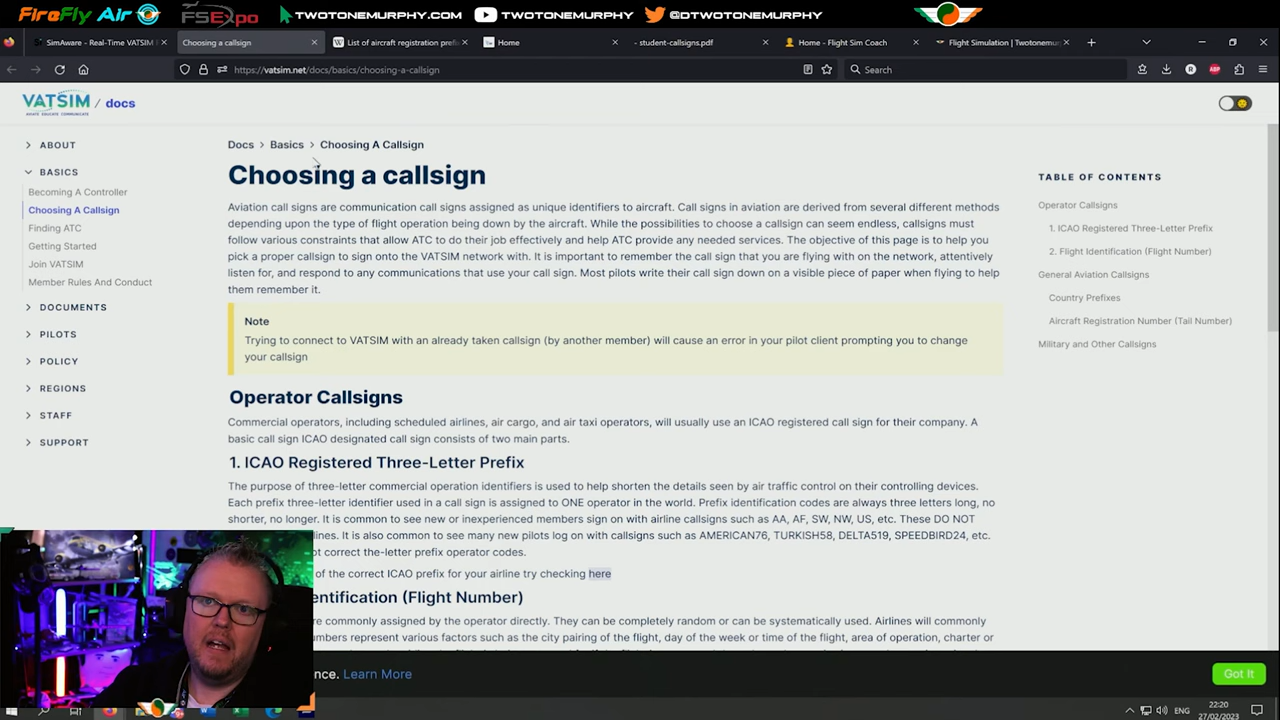 FIREFLY AIR
FSExpo
TWOTONEMURPHY.COM
TWOTONEMURPHY
@DTWOTONEMURPHY
SimAware - Real-Time VATSIM F
Choosing a callsign
List of aircraft registration prefi
Home
- student-callsigns.pdf
Home - Flight Sim Coach
Flight Simulation | Twotonemur
https://vatsim.net/docs/basics/choosing-a-callsign
Search
VATSIM / docs
ABOUT
BASICS
Becoming A Controller
Choosing A Callsign
Finding ATC
Getting Started
Join VATSIM
Member Rules And Conduct
DOCUMENTS
PILOTS
POLICY
REGIONS
STAFF
SUPPORT
Docs > Basics > Choosing A Callsign
Choosing a callsign
Aviation call signs are communication call signs assigned as unique identifiers to aircraft. Call signs in aviation are derived from several different methods
depending upon the type of flight operation being down by the aircraft. While the possibilities to choose a callsign can seem endless, callsigns must
follow various constraints that allow ATC to do their job effectively and help ATC provide any needed services. The objective of this page is to help you
pick a proper callsign to sign onto the VATSIM network with. It is important to remember the call sign that you are flying with on the network, attentively
listen for, and respond to any communications that use your call sign. Most pilots write their call sign down on a visible piece of paper when flying to help
them remember it.
Note
Trying to connect to VATSIM with an already taken callsign (by another member) will cause an error in your pilot client prompting you to change
your callsign
Operator Callsigns
Commercial operators, including scheduled airlines, air cargo, and air taxi operators, will usually use an ICAO registered call sign for their company. A
basic call sign ICAO designated call sign consists of two main parts.
1. ICAO Registered Three-Letter Prefix
The purpose of three-letter commercial operation identifiers is used to help shorten the details seen by air traffic control on their controlling devices.
Each prefix three-letter identifier used in a call sign is assigned to ONE operator in the world. Prefix identification codes are always three letters long, no
shorter, no longer. It is common to see new or inexperienced members sign on with airline callsigns such as AA, AF, SW, NW, US, etc. These DO NOT
lines. It is also common to see many new pilots log on with callsigns such as AMERICAN76, TURKISH58, DELTA519, SPEEDBIRD24, etc.
ot correct the-letter prefix operator codes.
of the correct ICAO prefix for your airline try checking here
entification (Flight Number)
re commonly assigned by the operator directly. They can be completely random or can be systematically used. Airlines will commonly
umbers represent various factors such as the city pairing of the flight, day of the week or time of the flight, area of operation, charter or
TABLE OF CONTENTS
Operator Callsigns
1. ICAO Registered Three-Letter Prefix
2. Flight Identification (Flight Number)
General Aviation Callsigns
Country Prefixes
Aircraft Registration Number (Tail Number)
Military and Other Callsigns
nce. Learn More
Got It
ENG
22:20
27/02/2023